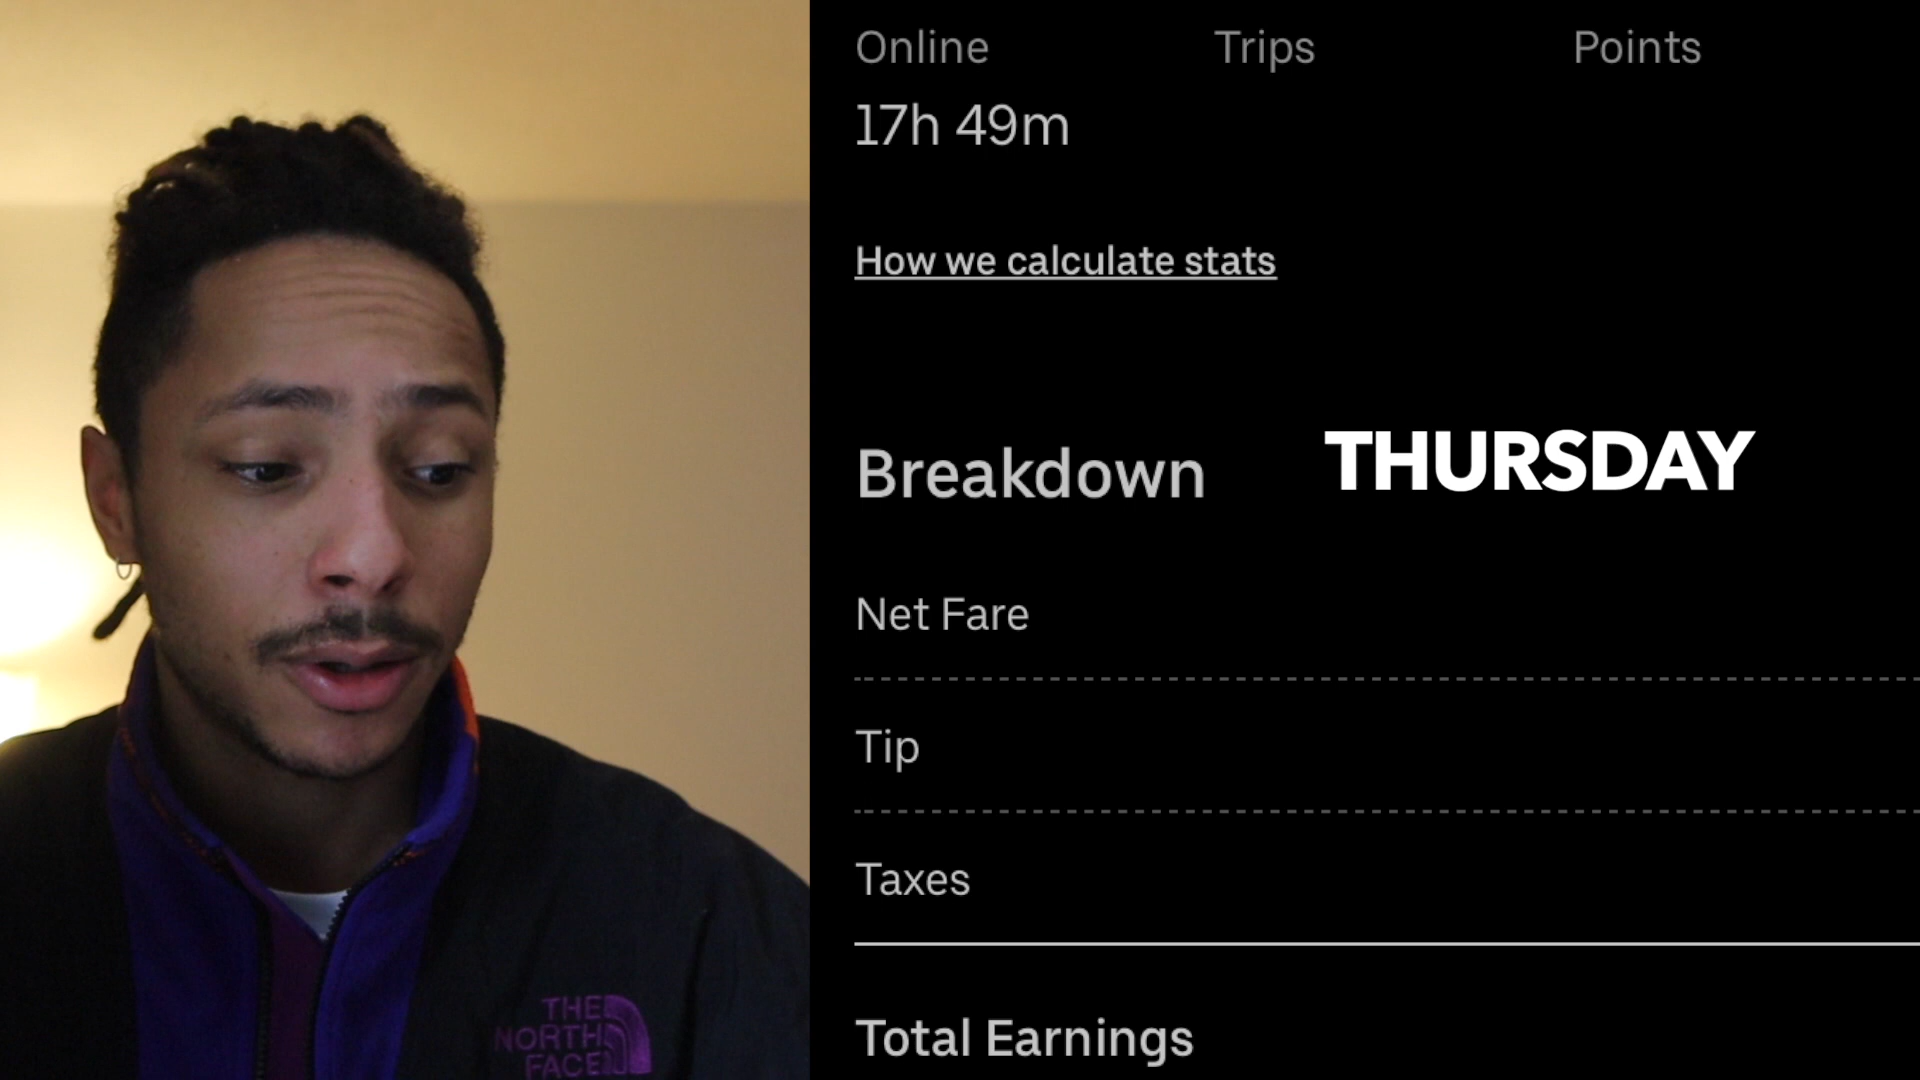 Online Trips Points
17h 49m
How we calculate stats
Breakdown
THURSDAY
Net Fare
Tip
Taxes
Total Earnings
THE
NORTH
FACE